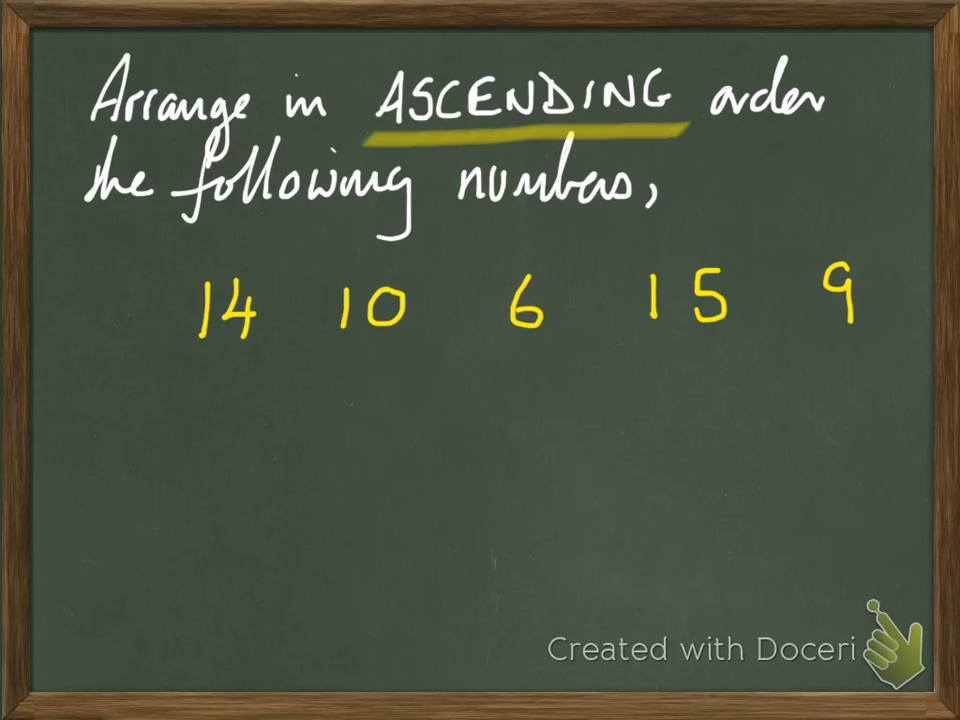 Arrange in ASCENDING order
the following numbers,
14 10 6 15 9
Created with Doceri